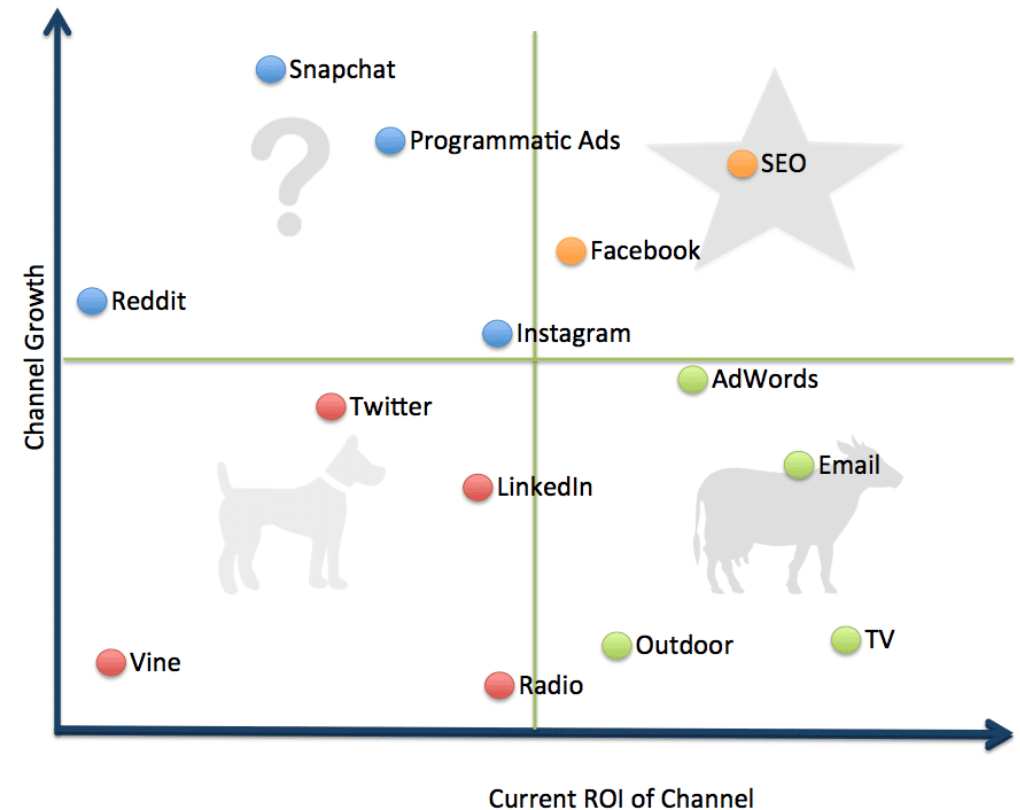 Snapchat
Programmatic Ads
SEO
Facebook
Reddit
Instagram
Channel Growth
AdWords
Twitter
Email
LinkedIn
Outdoor
TV
Vine
Radio
Current ROI of Channel